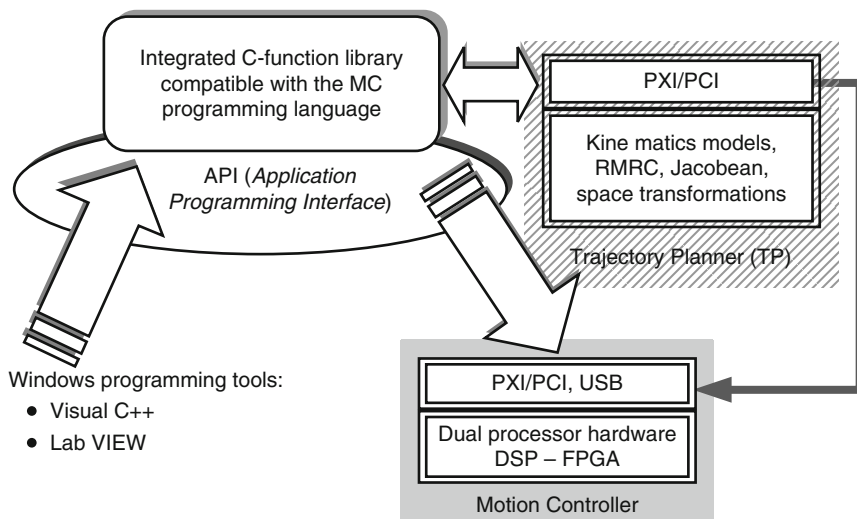 Integrated C-function library
compatible with the MC
programming language
API (Application
Programming Interface)
PXI/PCI
Kine matics models,
RMRC, Jacobean,
space transformations
Trajectory Planner (TP)
Windows programming tools:
● Visual C++
● Lab VIEW
PXI/PCI, USB
Dual processor hardware
DSP – FPGA
Motion Controller